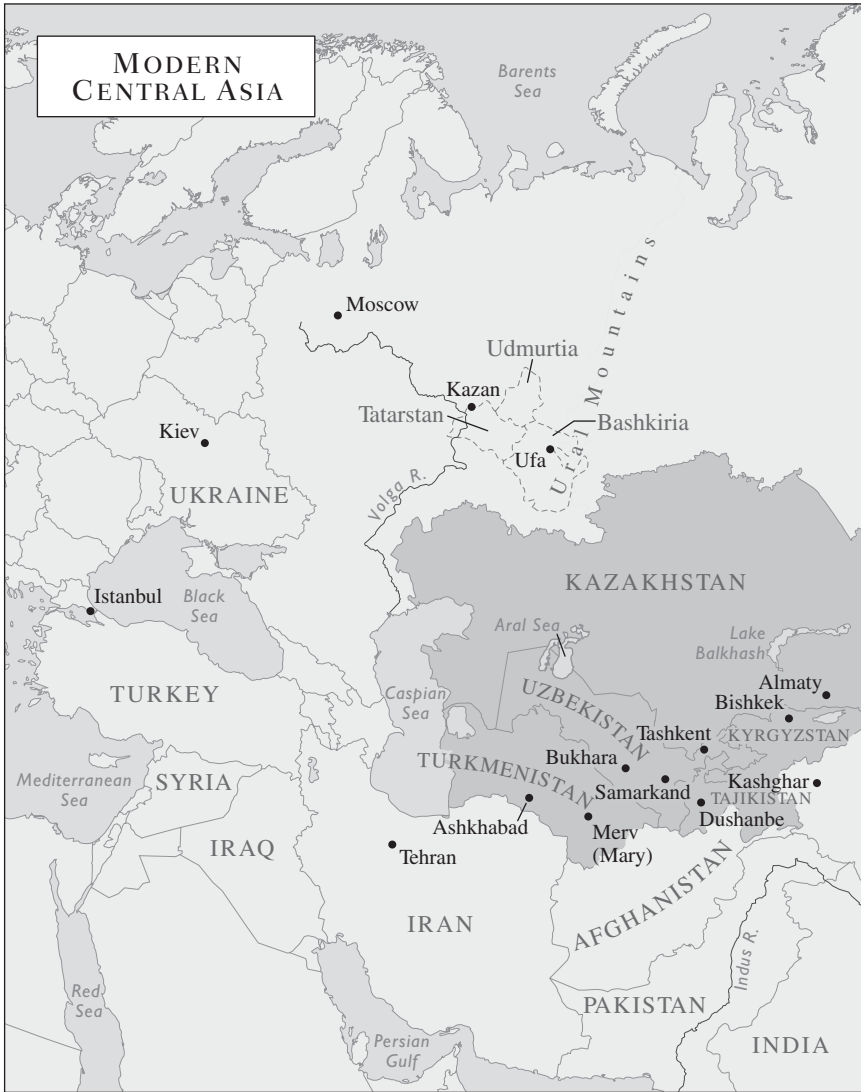 MODERN
CENTRAL ASIA
Barents
Sea
Moscow
Ural Mountains
Udmurtia
Kazan
Tatarstan
Bashkiria
Kiev
Ufa
Volga R.
UKRAINE
KAZAKHSTAN
Istanbul
Black
Sea
Aral Sea
Lake
Balkhash
TURKEY
Caspian
Sea
UZBEKISTAN
Almaty
Bishkek
Tashkent
KYRGYZSTAN
Mediterranean
Sea
SYRIA
TURKMENISTAN
Bukhara
Samarkand
Kashghar
TAJIKISTAN
Dushanbe
Ashkhabad
Merv
(Mary)
IRAQ
Tehran
AFGHANISTAN
IRAN
Indus R.
Red
Sea
PAKISTAN
Persian
Gulf
INDIA